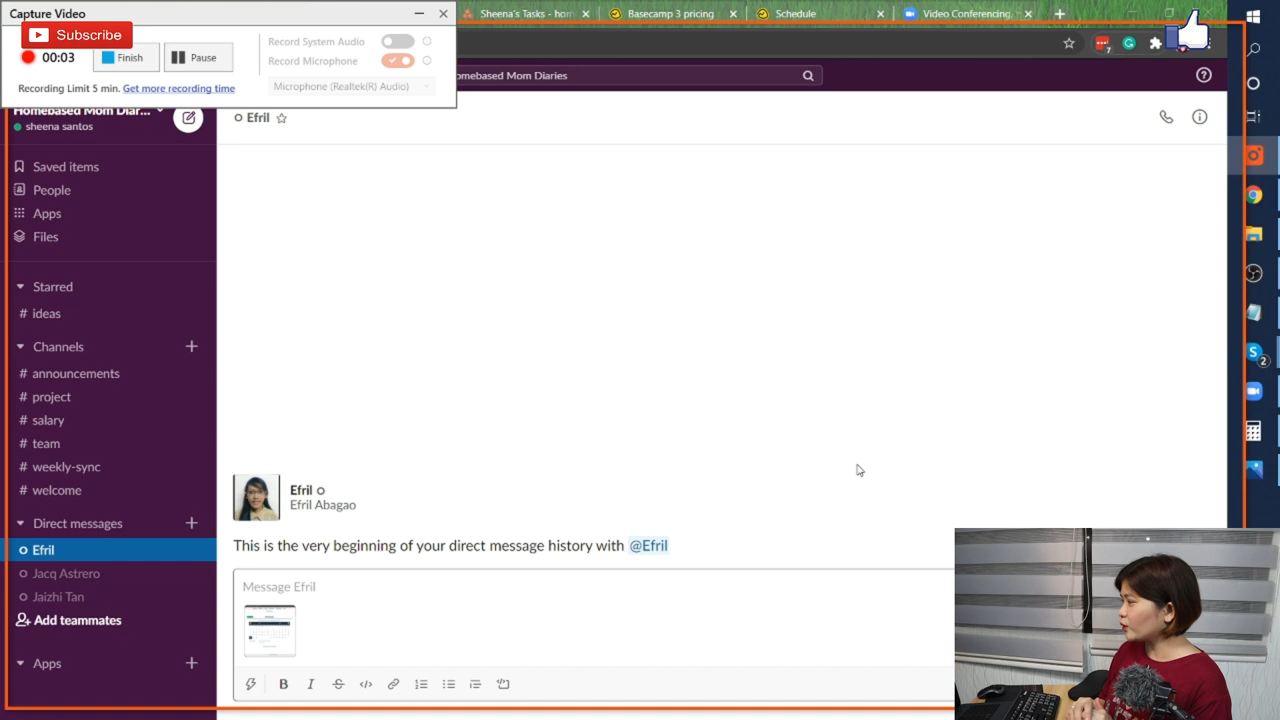 Capture Video
Subscribe
00:03
Finish
Pause
Record System Audio
Record Microphone
Microphone (Realtek(R) Audio)
Recording Limit 5 min. Get more recording time
Sheena's Tasks - hom
Basecamp 3 pricing
Schedule
Video Conferencing,
7
omebased Mom Diaries
Homebased Mom Diar...
sheena santos
Efril
Saved items
People
Apps
Files
Starred
# ideas
Channels
# announcements
# project
# salary
# team
# weekly-sync
# welcome
Direct messages
Efril
Jacq Astrero
Jaizhi Tan
Add teammates
Apps
Efril
Efril Abagao
This is the very beginning of your direct message history with @Efril
Message Efril
B I S
S
2